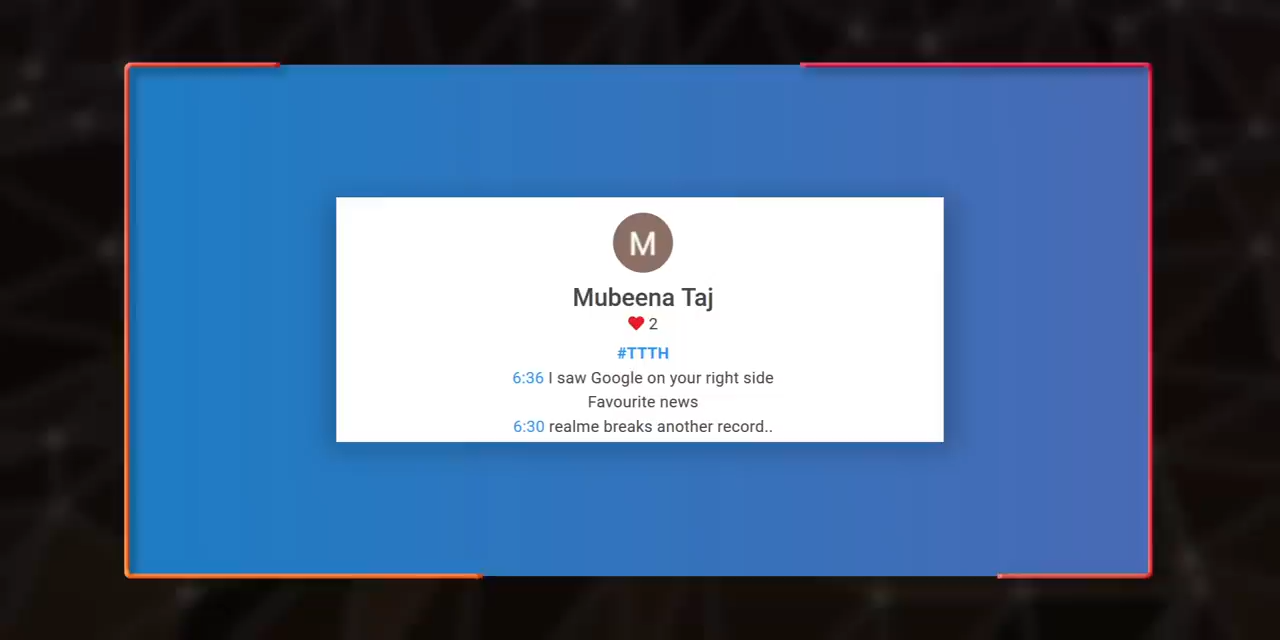 M
Mubeena Taj
❤ 2
#TTTH
6:36 I saw Google on your right side
Favourite news
6:30 realme breaks another record..